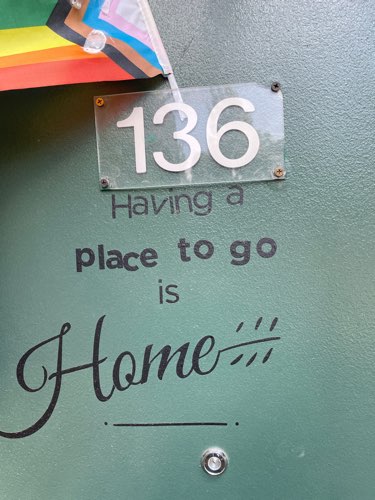 136
Having a
place to go
is
Home